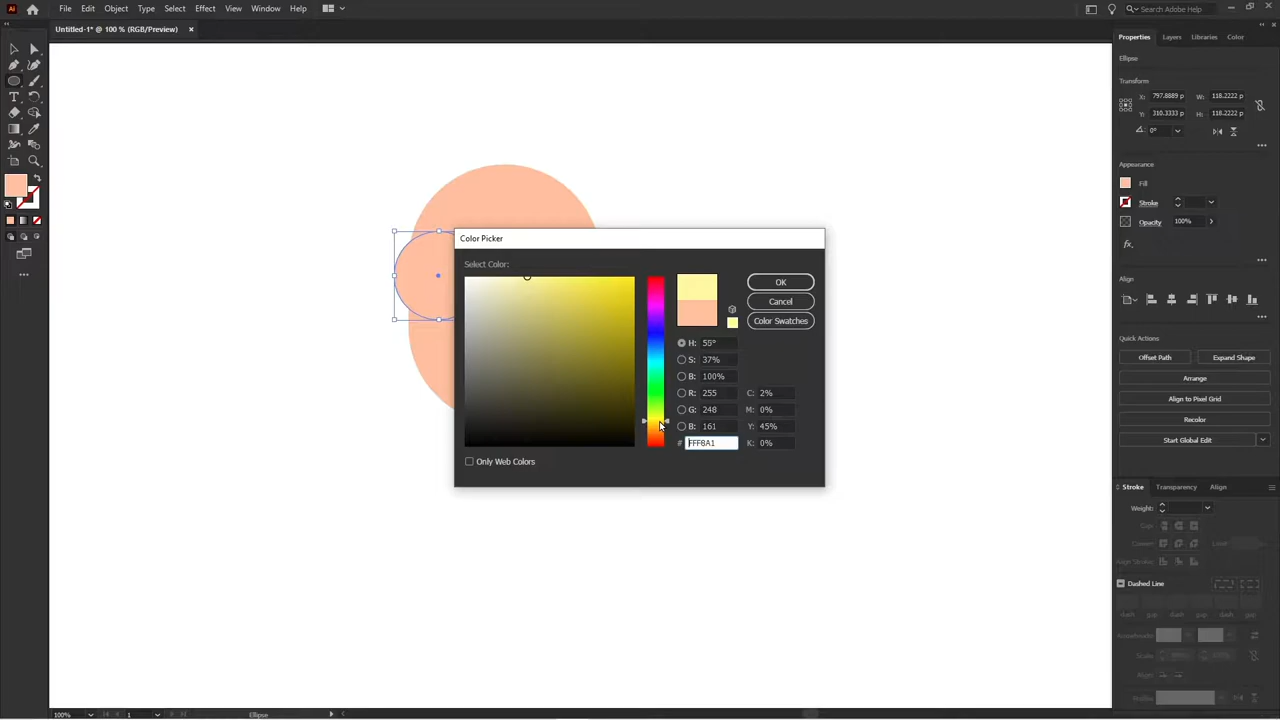 Ai File Edit Object Type Select Effect View Window Help Search Adobe Help
Untitled-1* @ 100 % (RGB/Preview)
Properties Layers Libraries Color
Ellipse
Transform
X: 797.8889 p W: 118.2222 p
Y: 310.3333 p H: 118.2222 p
0°
Appearance
Fill
Stroke
Opacity 100%
fx.
Align
Quick Actions
Offset Path Expand Shape
Arrange
Align to Pixel Grid
Recolor
Start Global Edit
Stroke Transparency Align
Weight:
Cap:
Corner: Limit:
Align Stroke:
Dashed Line
dash gap dash gap dash gap
Arrowheads:
Scale:
Align:
Profile:
Color Picker
Select Color:
OK
Cancel
Color Swatches
H: 55°
S: 37%
B: 100%
R: 255 C: 2%
G: 248 M: 0%
B: 161 Y: 45%
# FFF8A1 K: 0%
Only Web Colors
100% 1 Ellipse